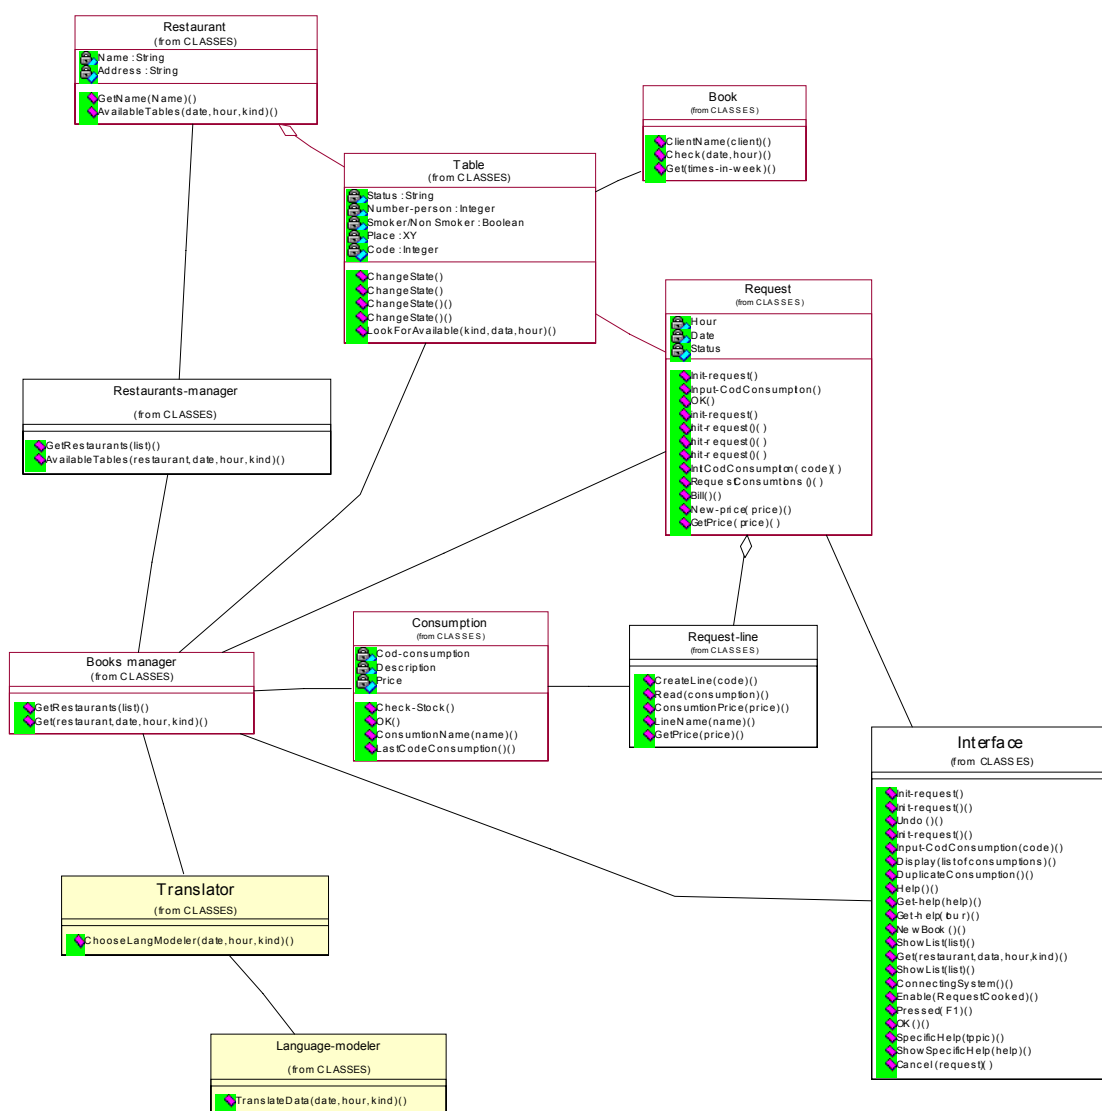 Restaurant
(from CLASSES)
Name : String
Address : String
GetName(Name)()
AvailableTables(date, hour, kind)()
Book
(from CLASSES)
ClientName(client)()
Check(date, hour)()
Get(times-in-week)()
Table
(from CLASSES)
Status : String
Number-person : Integer
Smoker/Non Smoker : Boolean
Place : XY
Code : Integer
ChangeState()
ChangeState()
ChangeState()()
ChangeState()()
LookForAvailable(kind, data, hour)()
Request
(from CLASSES)
Hour
Date
Status
Init-request()
Input-CodConsumption()
OK()
Init-request()
Init-request()()
Init-request()()
Init-request()()
IntCodConsumption(code)()
RequestConsumtions()()
Bill()()
New-price(price)()
GetPrice(price)()
Restaurants-manager
(from CLASSES)
GetRestaurants(list)()
AvailableTables(restaurant, date, hour, kind)()
Consumption
(from CLASSES)
Cod-consumption
Description
Price
Check-Stock()
OK()
ConsumtionName(name)()
LastCodeConsumption()()
Request-line
(from CLASSES)
CreateLine(code)()
Read(consumption)()
ConsumtionPrice(price)()
LineName(name)()
GetPrice(price)()
Books manager
(from CLASSES)
GetRestaurants(list)()
Get(restaurant, date, hour, kind)()
Interface
(from CLASSES)
Init-request()
Init-request()()
Undo()()
Init-request()()
Input-CodConsumption(code)()
Display(listofconsumptions)()
DuplicateConsumption()()
Help()()
Get-help(help)()
Get-help(tour)()
NewBook()()
ShowList(list)()
Get(restaurant, data, hour, kind)()
ShowList(list)()
ConnectingSystem()()
Enable(RequestCooked)()
Pressed(F1)()
OK()()
SpecificHelp(tppic)()
ShowSpecificHelp(help)()
Cancel(request)()
Translator
(from CLASSES)
ChooseLangModeler(date, hour, kind)()
Language-modeler
(from CLASSES)
TranslateData(date, hour, kind)()